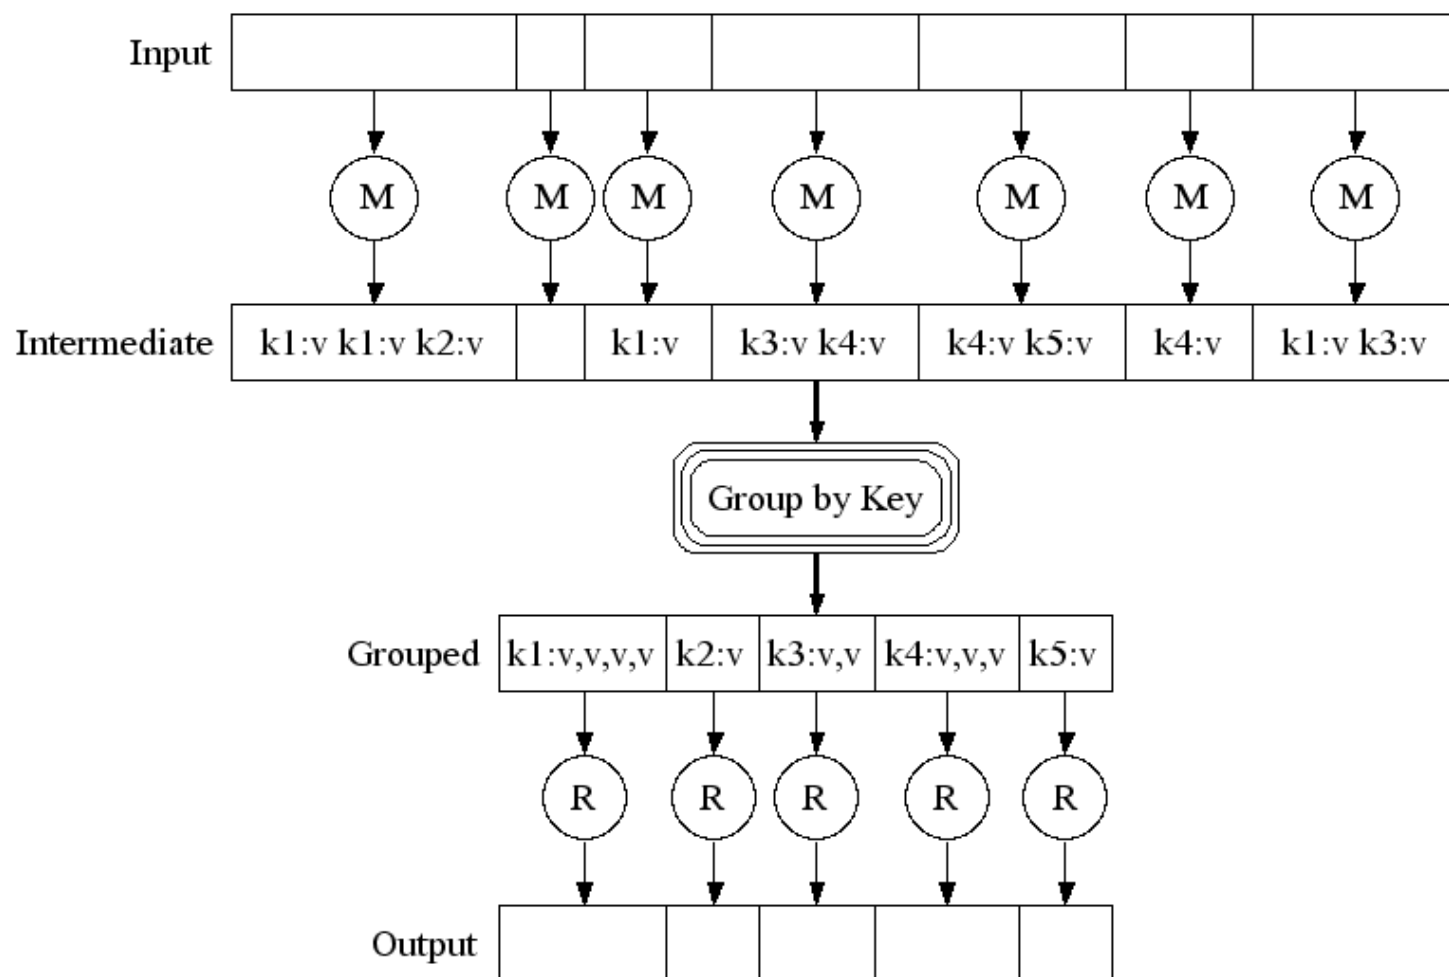 Input
M M M M M M M
Intermediate k1:v k1:v k2:v k1:v k3:v k4:v k4:v k5:v k4:v k1:v k3:v
Group by Key
Grouped k1:v,v,v,v k2:v k3:v,v k4:v,v,v k5:v
R R R R R
Output